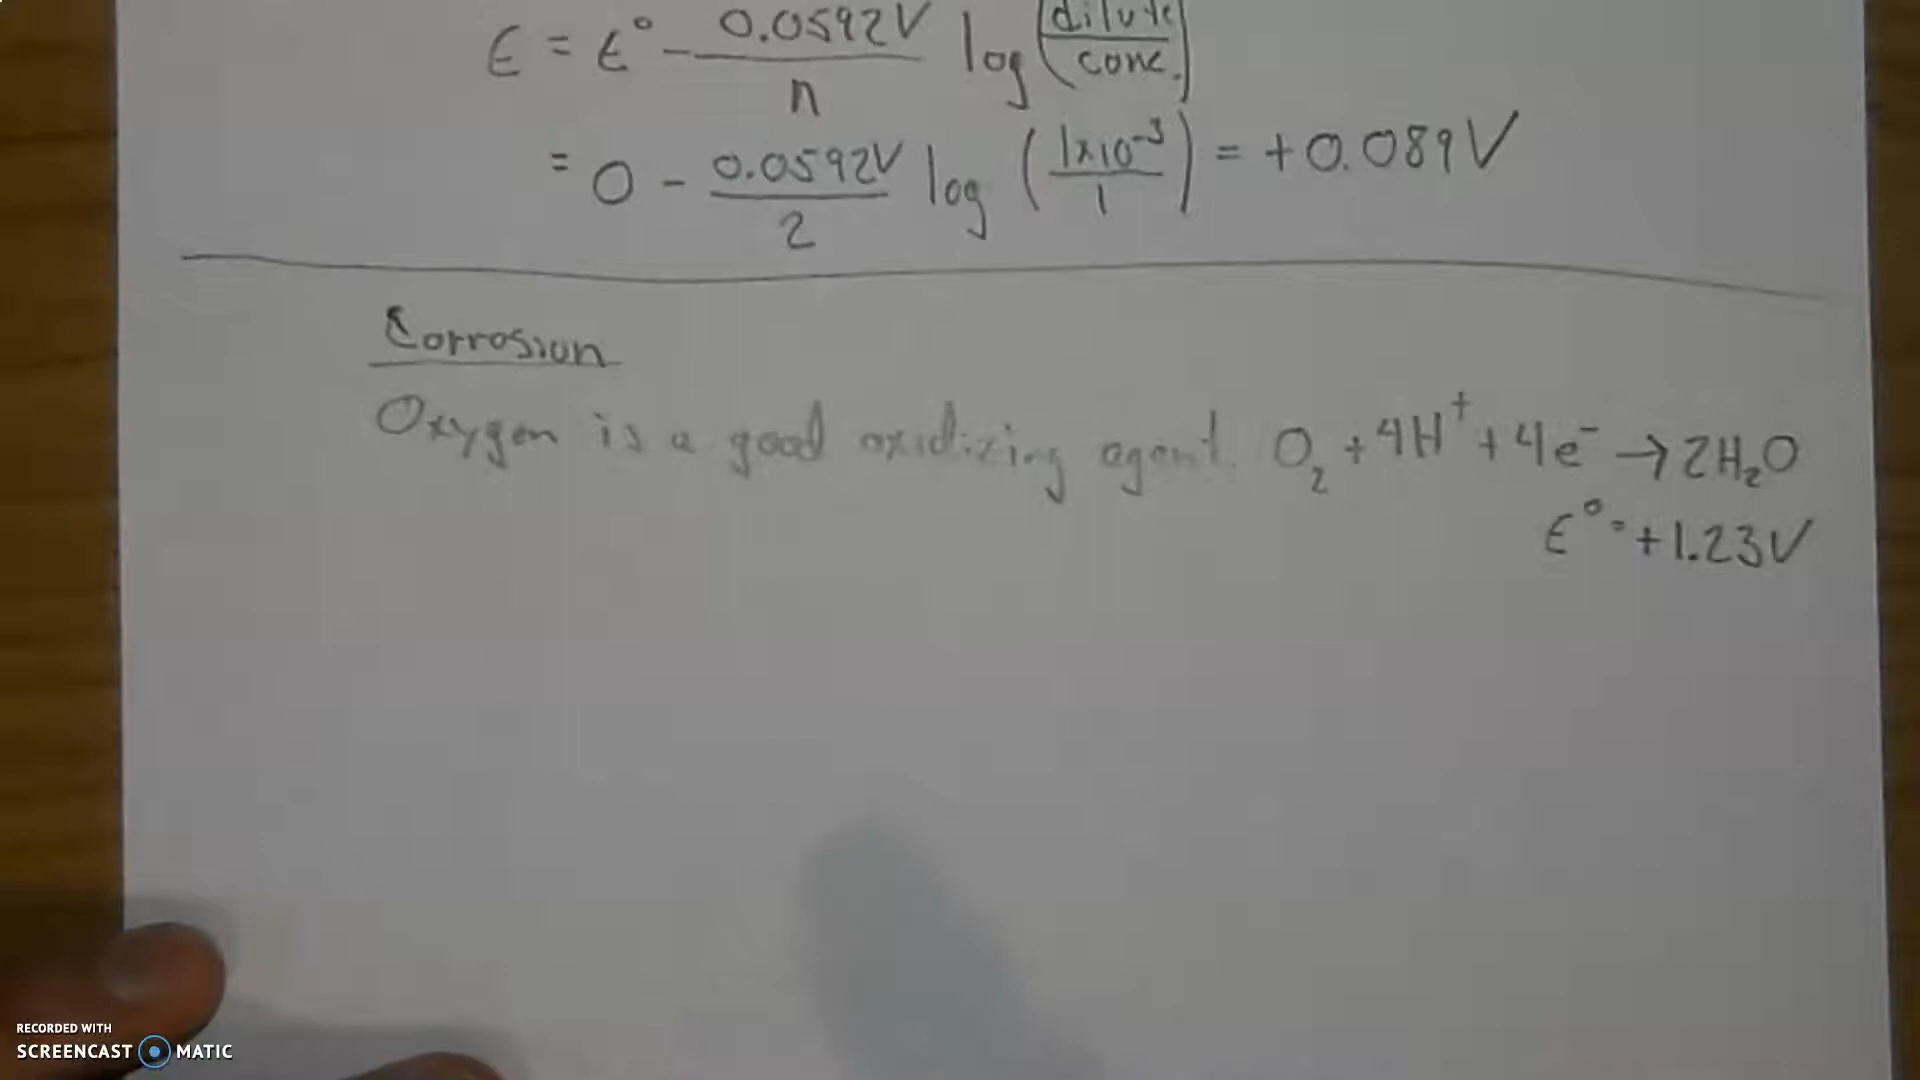 E = E° - 0.0592V/n log (dilute/conc.)
= 0 - 0.0592V/2 log (1x10⁻³/1) = +0.089V
Corrosion
Oxygen is a good oxidizing agent. O₂ + 4H⁺ + 4e⁻ → 2H₂O
E° = +1.23V
RECORDED WITH
SCREENCAST MATIC